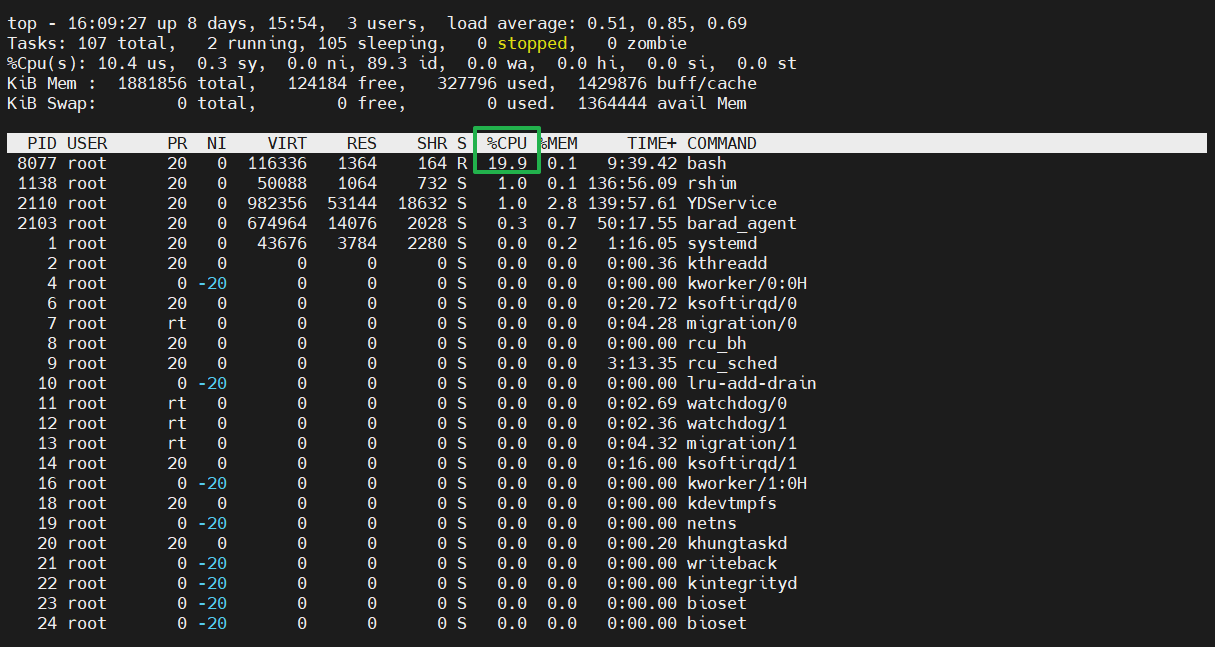 top - 16:09:27 up 8 days, 15:54,  3 users,  load average: 0.51, 0.85, 0.69
Tasks: 107 total,   2 running, 105 sleeping,   0 stopped,   0 zombie
%Cpu(s): 10.4 us,  0.3 sy,  0.0 ni, 89.3 id,  0.0 wa,  0.0 hi,  0.0 si,  0.0 st
KiB Mem :  1881856 total,   124184 free,   327796 used,  1429876 buff/cache
KiB Swap:        0 total,        0 free,        0 used.  1364444 avail Mem
  PID USER      PR  NI    VIRT    RES    SHR S  %CPU %MEM     TIME+ COMMAND
 8077 root      20   0  116336   1364    164 R  19.9  0.1   9:39.42 bash
 1138 root      20   0   50088   1064    732 S   1.0  0.1 136:56.09 rshim
 2110 root      20   0  982356  53144  18632 S   1.0  2.8 139:57.61 YDService
 2103 root      20   0  674964  14076   2028 S   0.3  0.7  50:17.55 barad_agent
    1 root      20   0   43676   3784   2280 S   0.0  0.2   1:16.05 systemd
    2 root      20   0       0      0      0 S   0.0  0.0   0:00.36 kthreadd
    4 root       0 -20       0      0      0 S   0.0  0.0   0:00.00 kworker/0:0H
    6 root      20   0       0      0      0 S   0.0  0.0   0:20.72 ksoftirqd/0
    7 root      rt   0       0      0      0 S   0.0  0.0   0:04.28 migration/0
    8 root      20   0       0      0      0 S   0.0  0.0   0:00.00 rcu_bh
    9 root      20   0       0      0      0 S   0.0  0.0   3:13.35 rcu_sched
   10 root       0 -20       0      0      0 S   0.0  0.0   0:00.00 lru-add-drain
   11 root      rt   0       0      0      0 S   0.0  0.0   0:02.69 watchdog/0
   12 root      rt   0       0      0      0 S   0.0  0.0   0:02.36 watchdog/1
   13 root      rt   0       0      0      0 S   0.0  0.0   0:04.32 migration/1
   14 root      20   0       0      0      0 S   0.0  0.0   0:16.00 ksoftirqd/1
   16 root       0 -20       0      0      0 S   0.0  0.0   0:00.00 kworker/1:0H
   18 root      20   0       0      0      0 S   0.0  0.0   0:00.00 kdevtmpfs
   19 root       0 -20       0      0      0 S   0.0  0.0   0:00.00 netns
   20 root      20   0       0      0      0 S   0.0  0.0   0:00.20 khungtaskd
   21 root       0 -20       0      0      0 S   0.0  0.0   0:00.00 writeback
   22 root       0 -20       0      0      0 S   0.0  0.0   0:00.00 kintegrityd
   23 root       0 -20       0      0      0 S   0.0  0.0   0:00.00 bioset
   24 root       0 -20       0      0      0 S   0.0  0.0   0:00.00 bioset